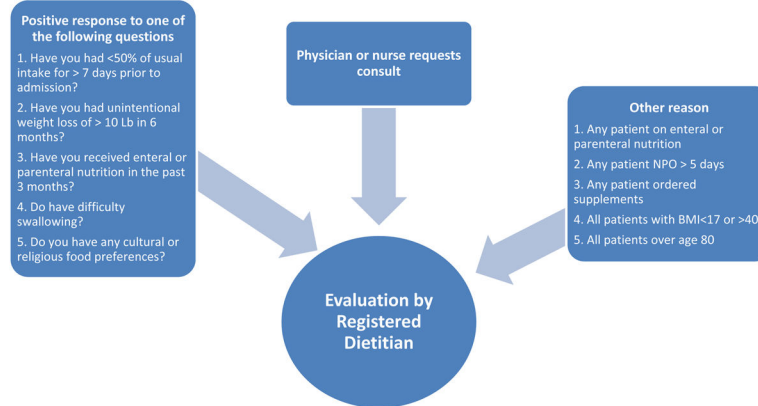 Positive response to one of
the following questions
1. Have you had <50% of usual
intake for > 7 days prior to
admission?
2. Have you had unintentional
weight loss of > 10 Lb in 6
months?
3. Have you received enteral or
parenteral nutrition in the past
3 months?
4. Do have difficulty
swallowing?
5. Do you have any cultural or
religious food preferences?
Physician or nurse requests
consult
Other reason
1. Any patient on enteral or
parenteral nutrition
2. Any patient NPO > 5 days
3. Any patient ordered
supplements
4. All patients with BMI<17 or >40
5. All patients over age 80
Evaluation by
Registered
Dietitian